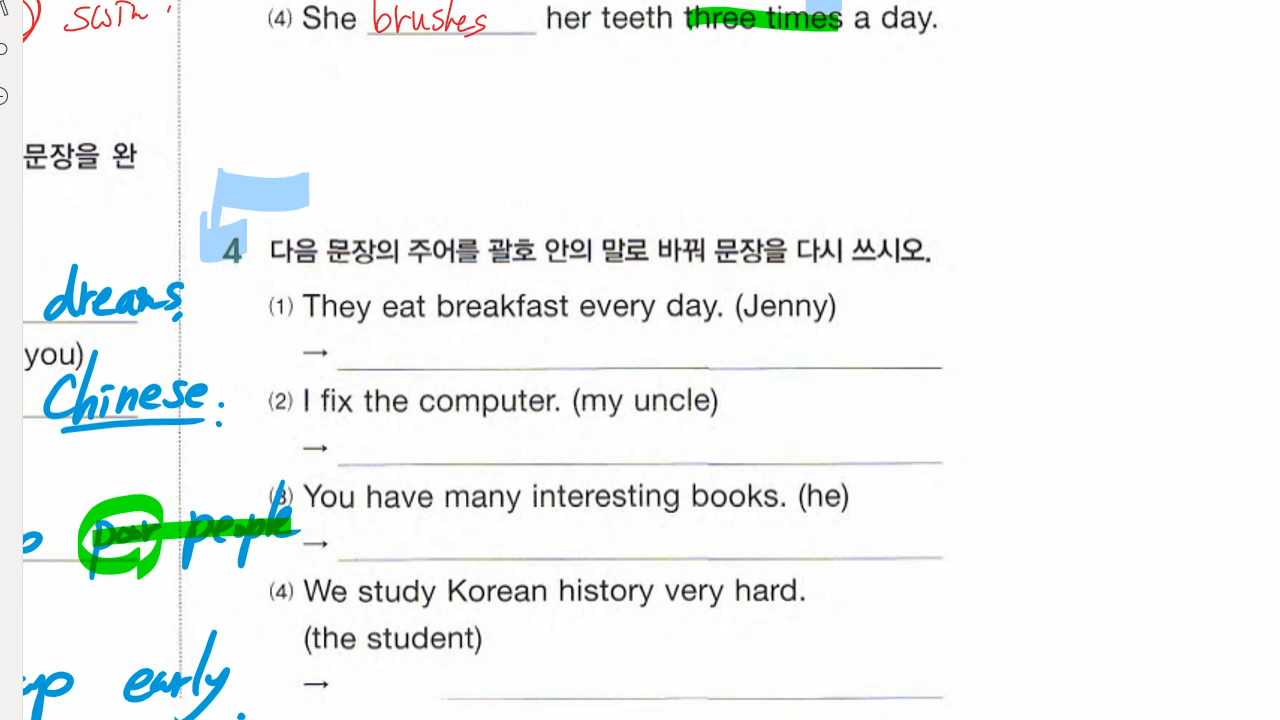 swim
(4) She brushes her teeth three times a day.
문장을 완
4 다음 문장의 주어를 괄호 안의 말로 바꿔 문장을 다시 쓰시오.
dreams.
(1) They eat breakfast every day. (Jenny)
→
you)
Chinese.
(2) I fix the computer. (my uncle)
→
(3) You have many interesting books. (he)
→
poor people
(4) We study Korean history very hard.
(the student)
→
up early.